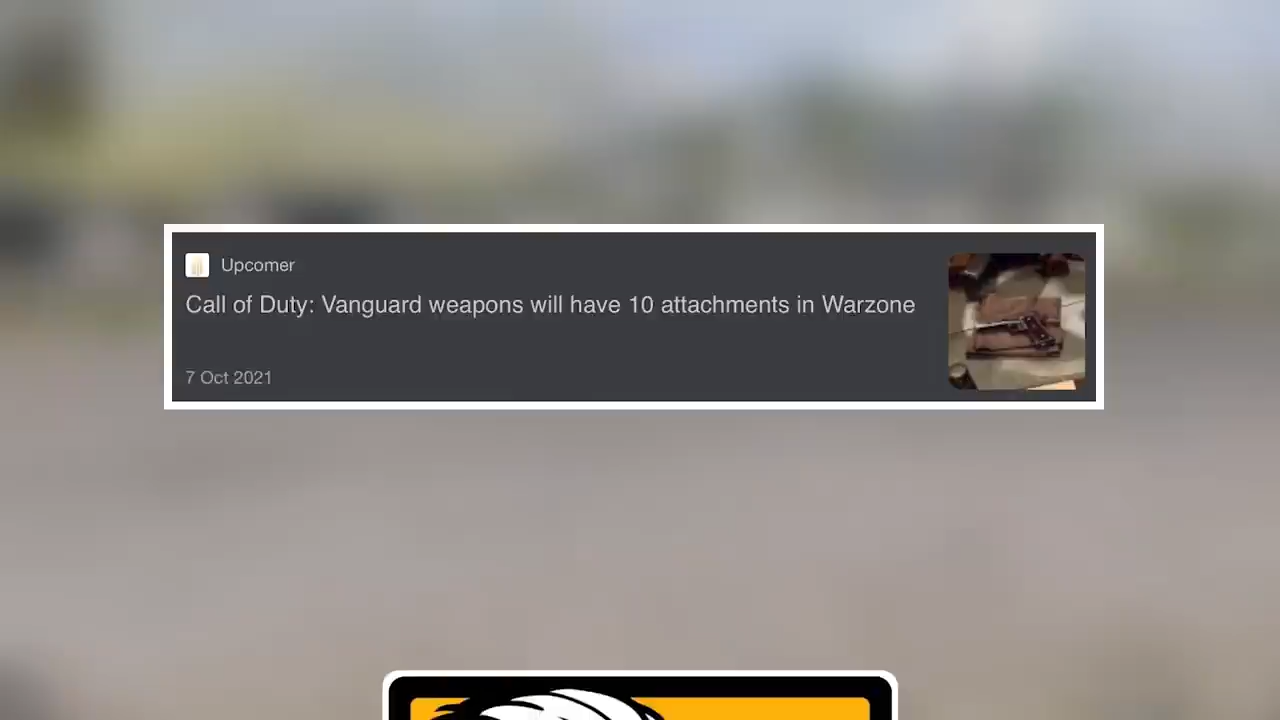 Upcomer
Call of Duty: Vanguard weapons will have 10 attachments in Warzone
7 Oct 2021